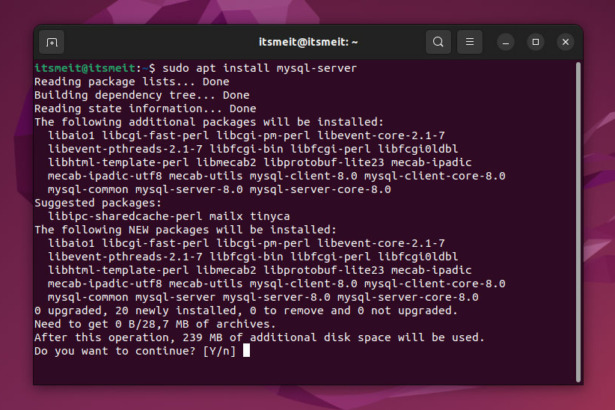 itsmeit@itsmeit: ~
itsmeit@itsmeit:~$ sudo apt install mysql-server
Reading package lists... Done
Building dependency tree... Done
Reading state information... Done
The following additional packages will be installed:
libaio1 libcgi-fast-perl libcgi-pm-perl libevent-core-2.1-7
libevent-pthreads-2.1-7 libfcgi-bin libfcgi-perl libfcgi0ldbl
libhtml-template-perl libmecab2 libprotobuf-lite23 mecab-ipadic
mecab-ipadic-utf8 mecab-utils mysql-client-8.0 mysql-client-core-8.0
mysql-common mysql-server-8.0 mysql-server-core-8.0
Suggested packages:
libipc-sharedcache-perl mailx tinyca
The following NEW packages will be installed:
libaio1 libcgi-fast-perl libcgi-pm-perl libevent-core-2.1-7
libevent-pthreads-2.1-7 libfcgi-bin libfcgi-perl libfcgi0ldbl
libhtml-template-perl libmecab2 libprotobuf-lite23 mecab-ipadic
mecab-ipadic-utf8 mecab-utils mysql-client-8.0 mysql-client-core-8.0
mysql-common mysql-server mysql-server-8.0 mysql-server-core-8.0
0 upgraded, 20 newly installed, 0 to remove and 0 not upgraded.
Need to get 0 B/28,7 MB of archives.
After this operation, 239 MB of additional disk space will be used.
Do you want to continue? [Y/n]